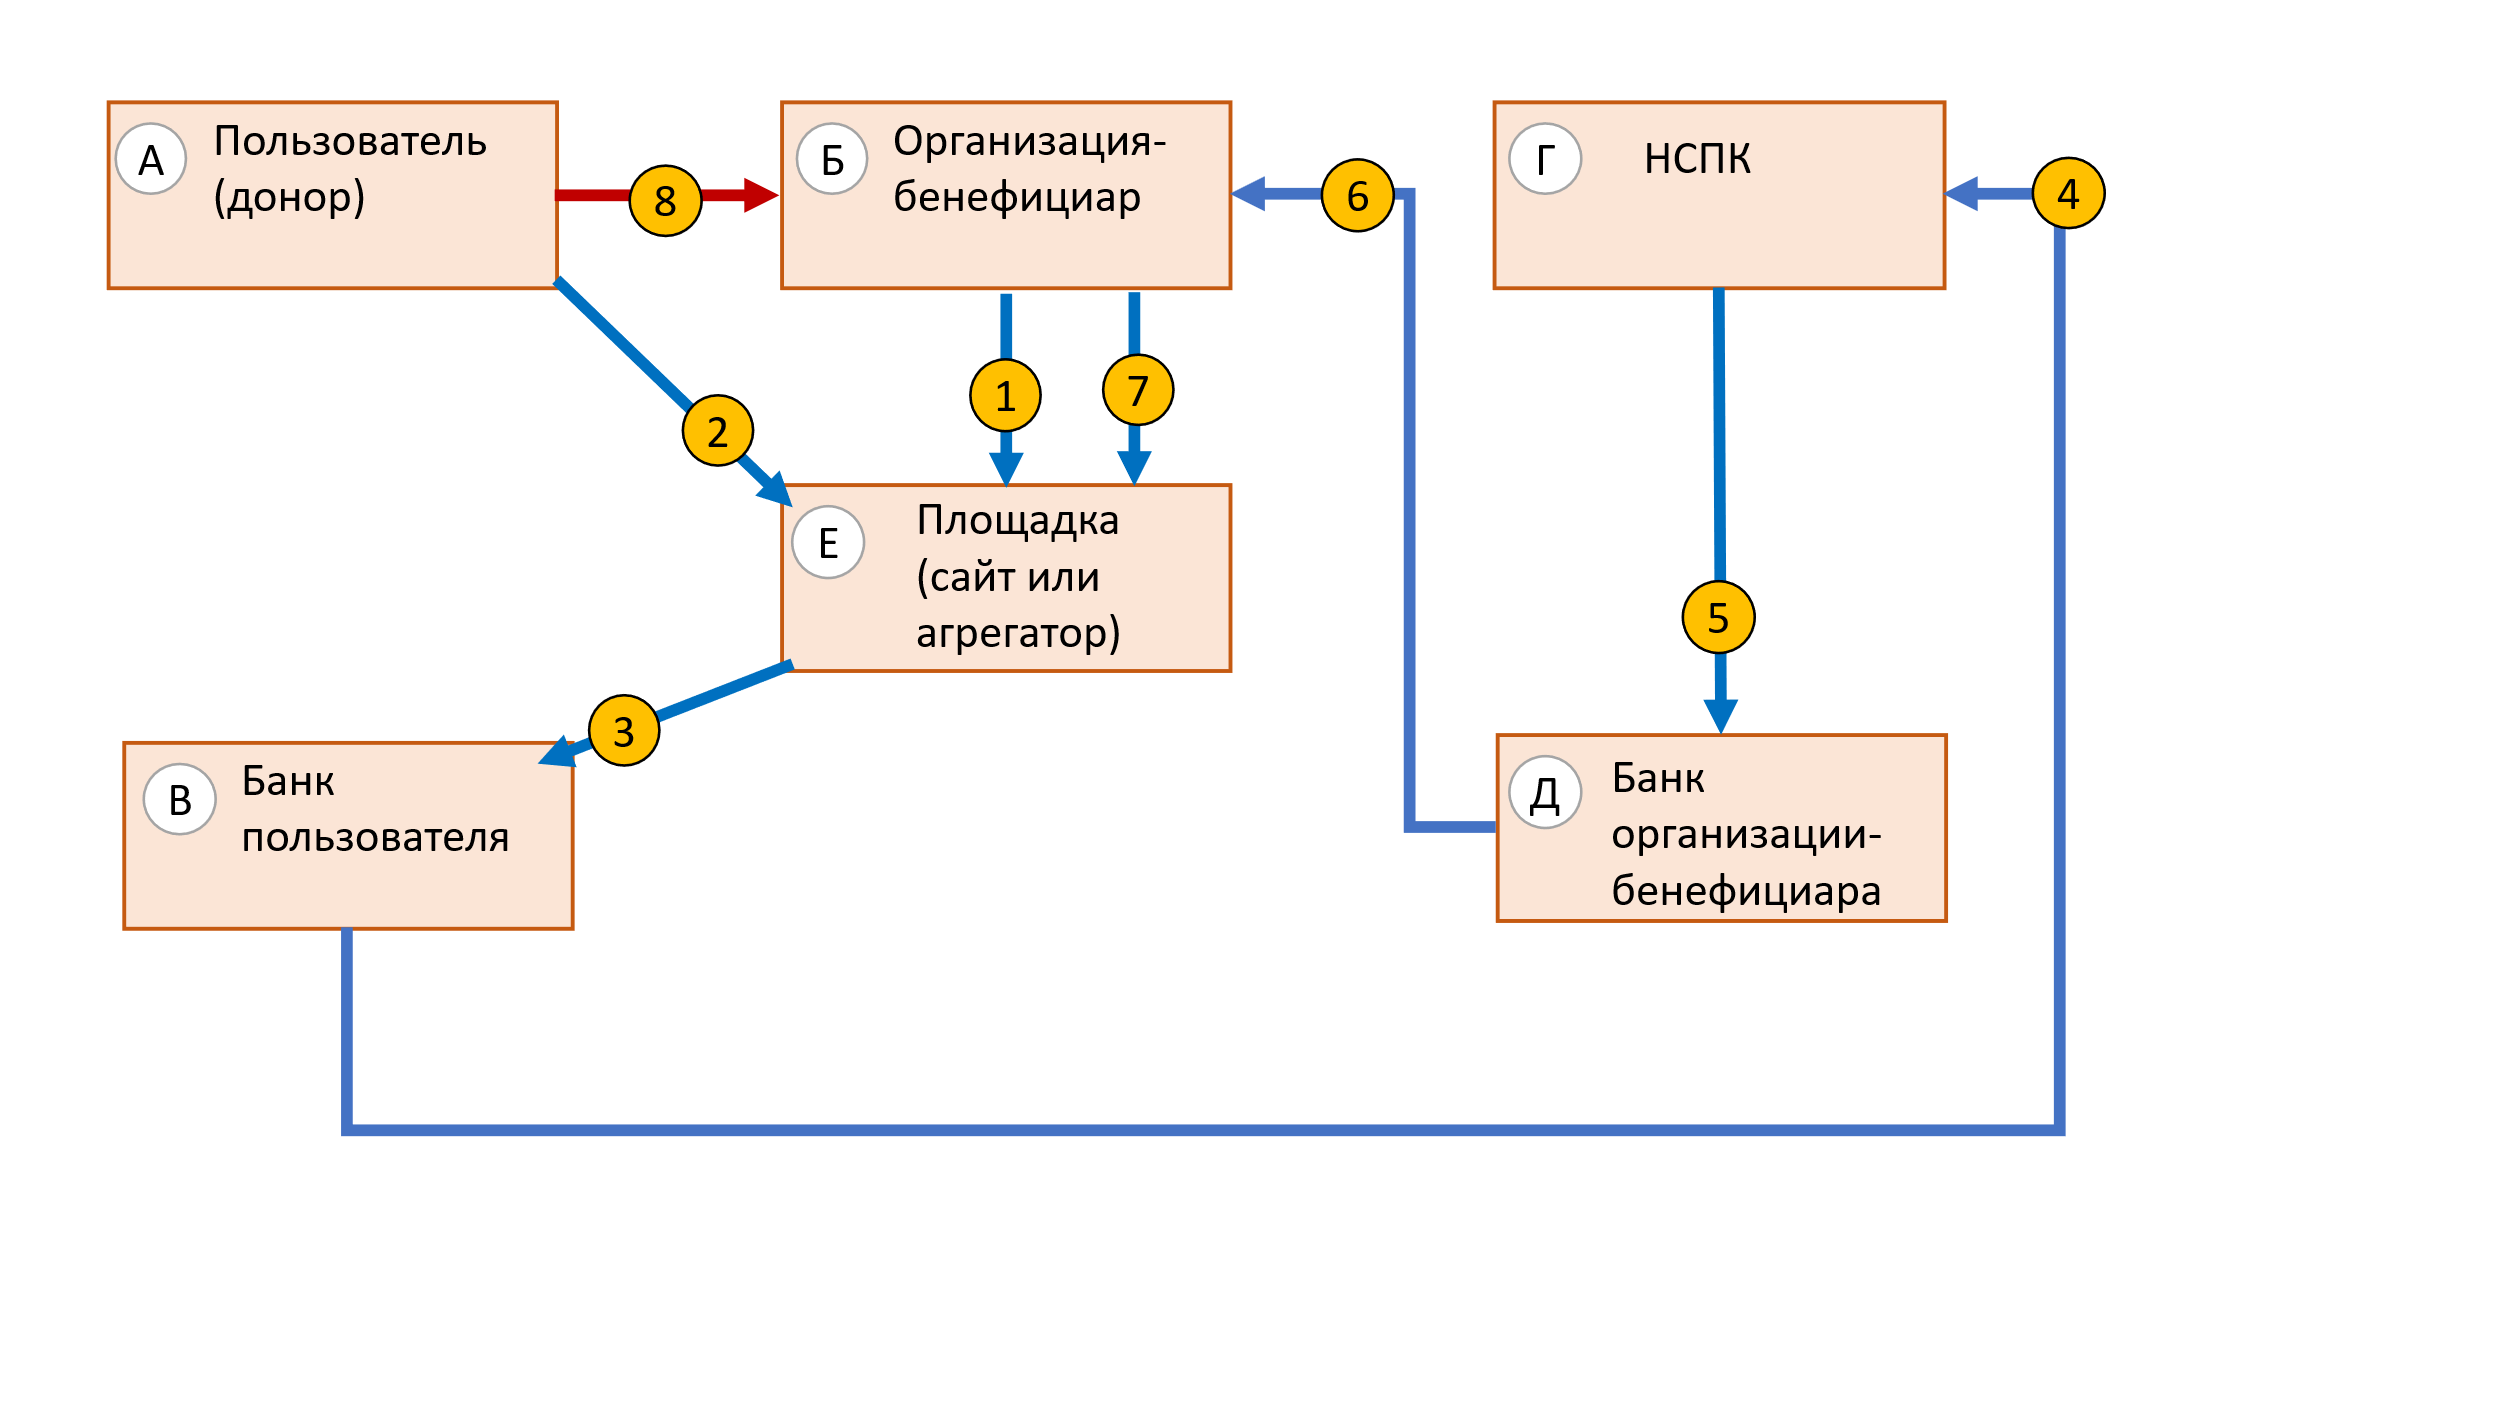 А
Пользователь
(донор)
8
Б
Организация-
бенефициар
6
Г
НСПК
4
2
1
7
Е
Площадка
(сайт или
агрегатор)
5
3
В
Банк
пользователя
Д
Банк
организации-
бенефициара